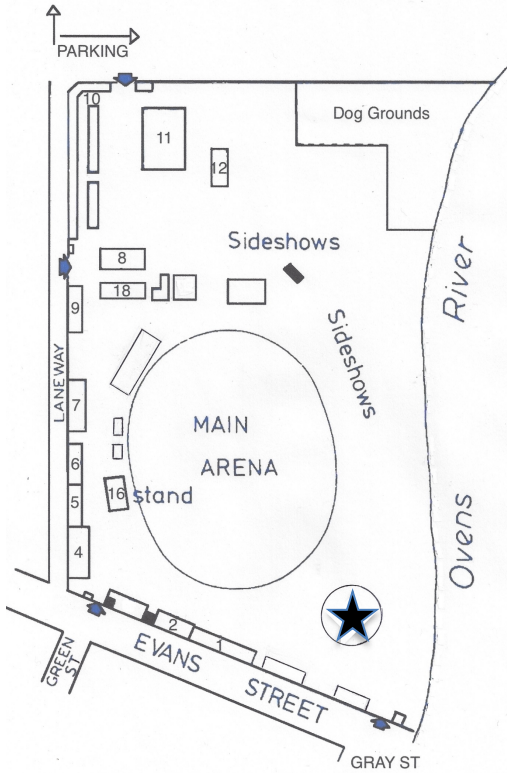 PARKING
10
Dog Grounds
11
12
Sideshows
8
18
9
River
Sideshows
LANEWAY
7
MAIN
ARENA
6
16 stand
5
Ovens
4
2
1
EVANS STREET
GREEN ST
GRAY ST